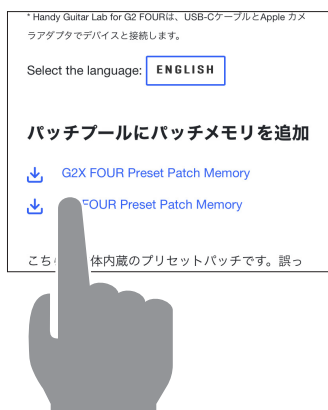 * Handy Guitar Lab for G2 FOURは、USB-CケーブルとApple カメ
ラアダプタでデバイスと接続します。
Select the language: ENGLISH
パッチプールにパッチメモリを追加
G2X FOUR Preset Patch Memory
FOUR Preset Patch Memory
こち 体内蔵のプリセットパッチです。誤っ